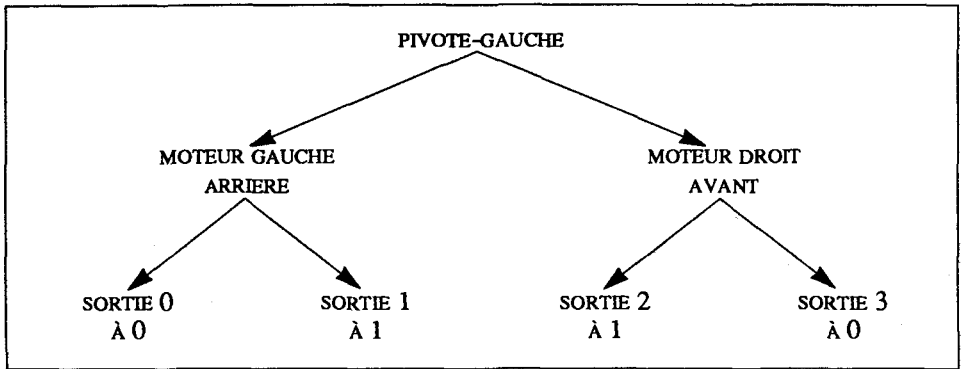 PIVOTE-GAUCHE
MOTEUR GAUCHE
ARRIERE
MOTEUR DROIT
AVANT
SORTIE 0
À 0
SORTIE 1
À 1
SORTIE 2
À 1
SORTIE 3
À 0